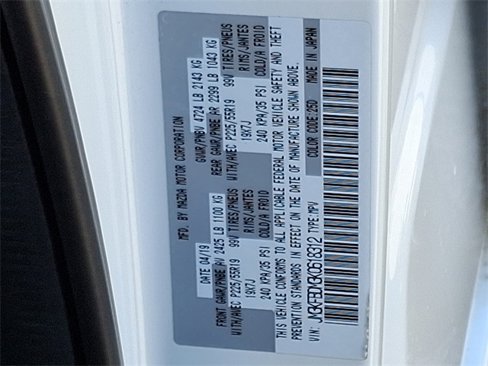 MFD. BY MAZDA MOTOR CORPORATION
DATE 04/19 GVWR/PNBV 4724 LB 2143 KG
FRONT GAWR/PNBE AV 2425 LB 1100 KG REAR GAWR/PNBE AR 2299 LB 1043 KG
WITH/AVEC P225/55R19 99V TIRES/PNEUS WITH/AVEC P225/55R19 99V TIRES/PNEUS
19X7J RIMS/JANTES 19X7J RIMS/JANTES
240 KPA/35 PSI COLD/A FROID 240 KPA/35 PSI COLD/A FROID
THIS VEHICLE CONFORMS TO ALL APPLICABLE FEDERAL MOTOR VEHICLE SAFETY AND THEFT
PREVENTION STANDARDS IN EFFECT ON THE DATE OF MANUFACTURE SHOWN ABOVE.
VIN: TYPE: MPV COLOR CODE: 25D MADE IN JAPAN